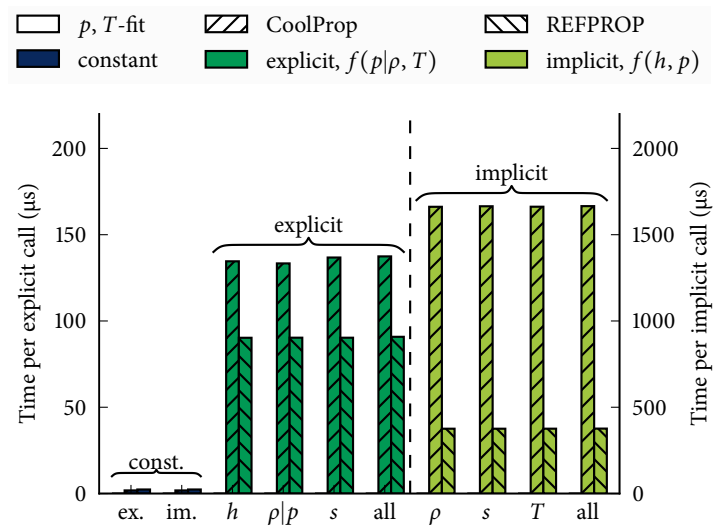 p, T-fit CoolProp REFPROP
constant explicit, f(p|ρ, T) implicit, f(h, p)
Time per explicit call (μs)
200
150
100
50
0
const.
explicit
implicit
2000
1500
1000
500
0
Time per implicit call (μs)
ex. im. h ρ|p s all ρ s T all